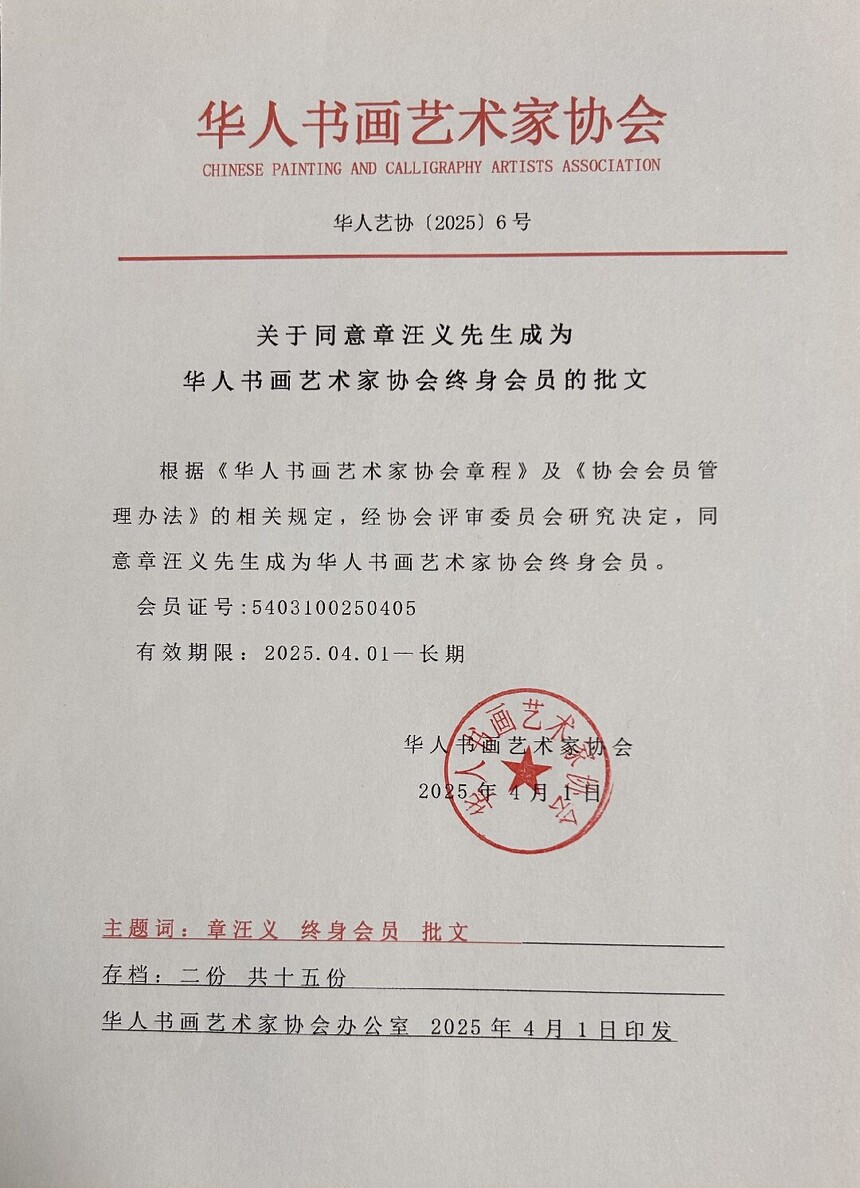 华人书画艺术家协会
CHINESE PAINTING AND CALLIGRAPHY ARTISTS ASSOCIATION
华人艺协〔2025〕6号
关于同意章汪义先生成为
华人书画艺术家协会终身会员的批文
根据《华人书画艺术家协会章程》及《协会会员管
理办法》的相关规定，经协会评审委员会研究决定，同
意章汪义先生成为华人书画艺术家协会终身会员。
会员证号:5403100250405
有效期限：2025.04.01—长期
华人书画艺术家协会
2025年4月1日
华人书画艺术家协会
主题词：章汪义 终身会员 批文
存档：二份 共十五份
华人书画艺术家协会办公室 2025年4月1日印发